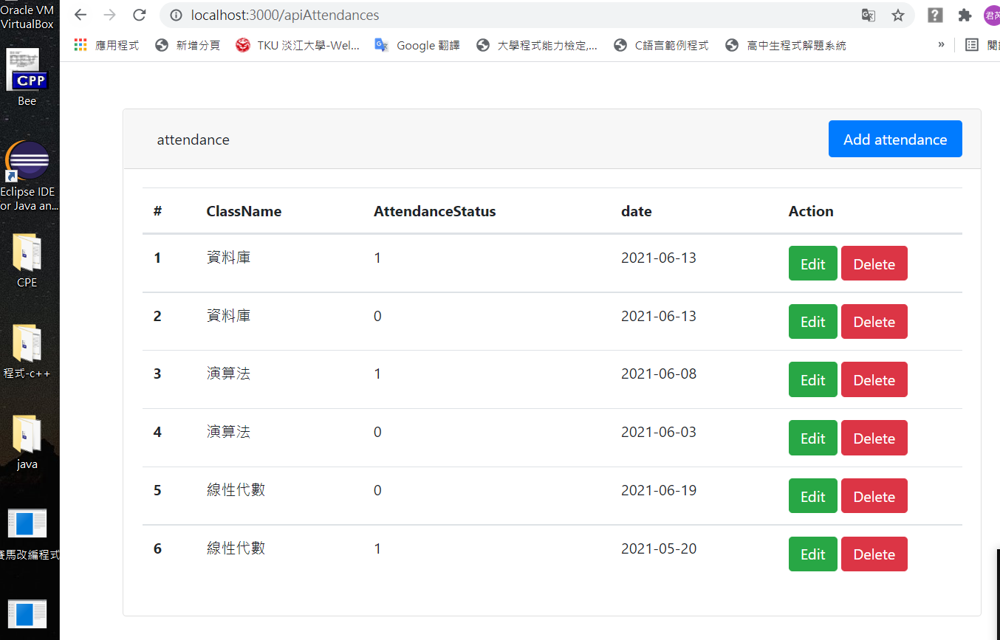 Oracle VM
VirtualBox
CPP
Bee
Eclipse IDE
or Java an...
CPE
程式-c++
java
賽馬改編程式
localhost:3000/apiAttendances
君芮
應用程式 新增分頁 TKU 淡江大學-Wel... Google 翻譯 大學程式能力檢定,... C語言範例程式 高中生程式解題系統 »
attendance Add attendance
# ClassName AttendanceStatus date Action
1 資料庫 1 2021-06-13 Edit Delete
2 資料庫 0 2021-06-13 Edit Delete
3 演算法 1 2021-06-08 Edit Delete
4 演算法 0 2021-06-03 Edit Delete
5 線性代數 0 2021-06-19 Edit Delete
6 線性代數 1 2021-05-20 Edit Delete